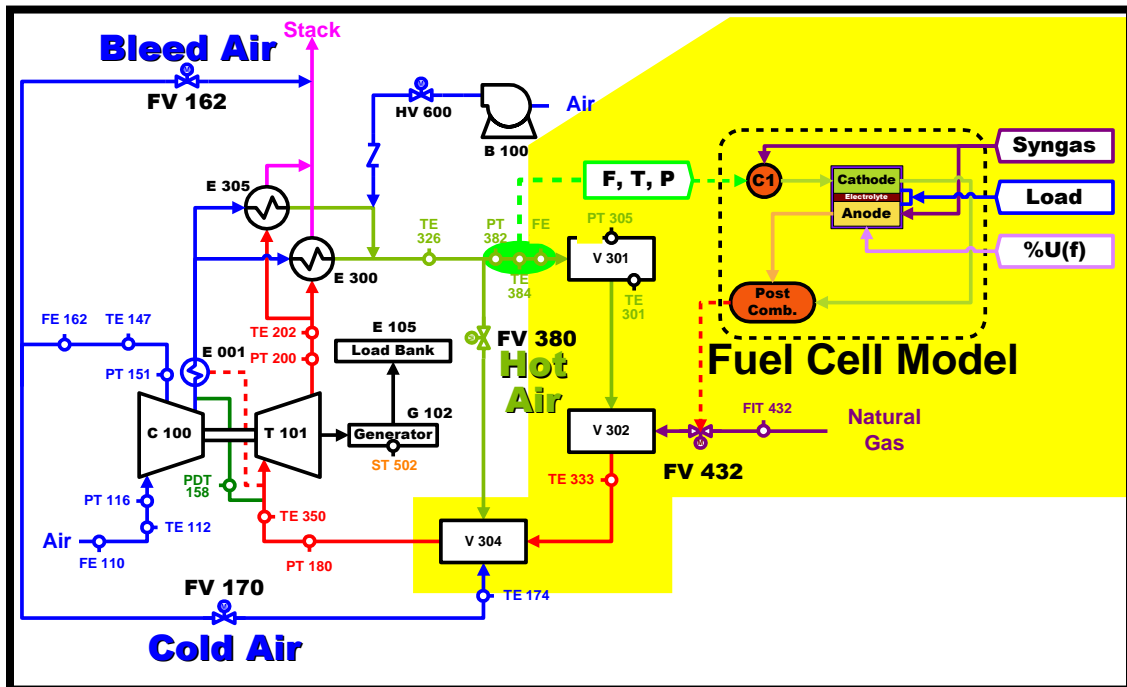 Stack
Bleed Air
M
FV 162
M
HV 600
Air
B 100
E 305
E 300
TE
326
PT
382
FE
TE
384
F, T, P
PT 305
V 301
TE
301
C1
Cathode
Electrolyte
Anode
Post
Comb.
Syngas
Load
%U(f)
Fuel Cell Model
FE 162
TE 147
E 001
PT 151
TE 202
PT 200
E 105
Load Bank
M
FV 380
Hot
Air
C 100
T 101
G 102
Generator
ST 502
V 302
FIT 432
Natural
Gas
M
FV 432
TE 333
PDT
158
PT 116
TE 112
Air
FE 110
TE 350
PT 180
V 304
TE 174
FV 170
M
Cold Air